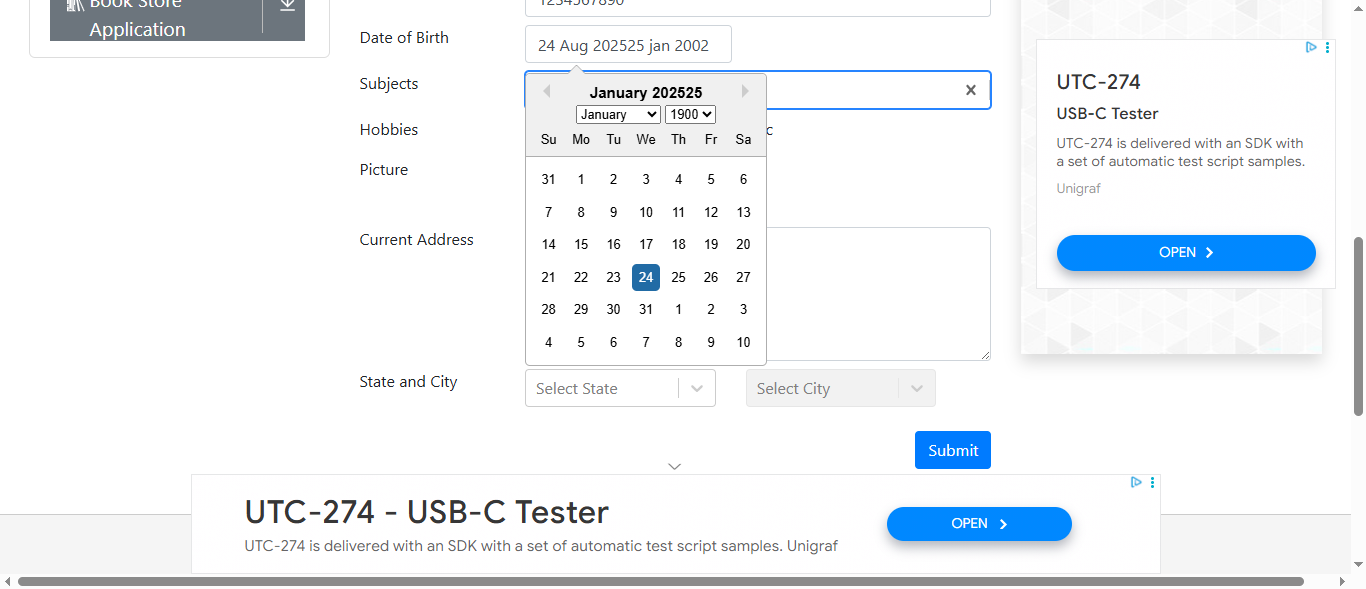 Book Store
Application
1234567890
Date of Birth
24 Aug 202525 jan 2002
Subjects
January 202525
January
1900
Su Mo Tu We Th Fr Sa
31 1 2 3 4 5 6
7 8 9 10 11 12 13
14 15 16 17 18 19 20
21 22 23 24 25 26 27
28 29 30 31 1 2 3
4 5 6 7 8 9 10
Hobbies
c
Picture
Current Address
State and City
Select State
Select City
Submit
UTC-274
USB-C Tester
UTC-274 is delivered with an SDK with
a set of automatic test script samples.
Unigraf
OPEN
UTC-274 - USB-C Tester
UTC-274 is delivered with an SDK with a set of automatic test script samples. Unigraf
OPEN